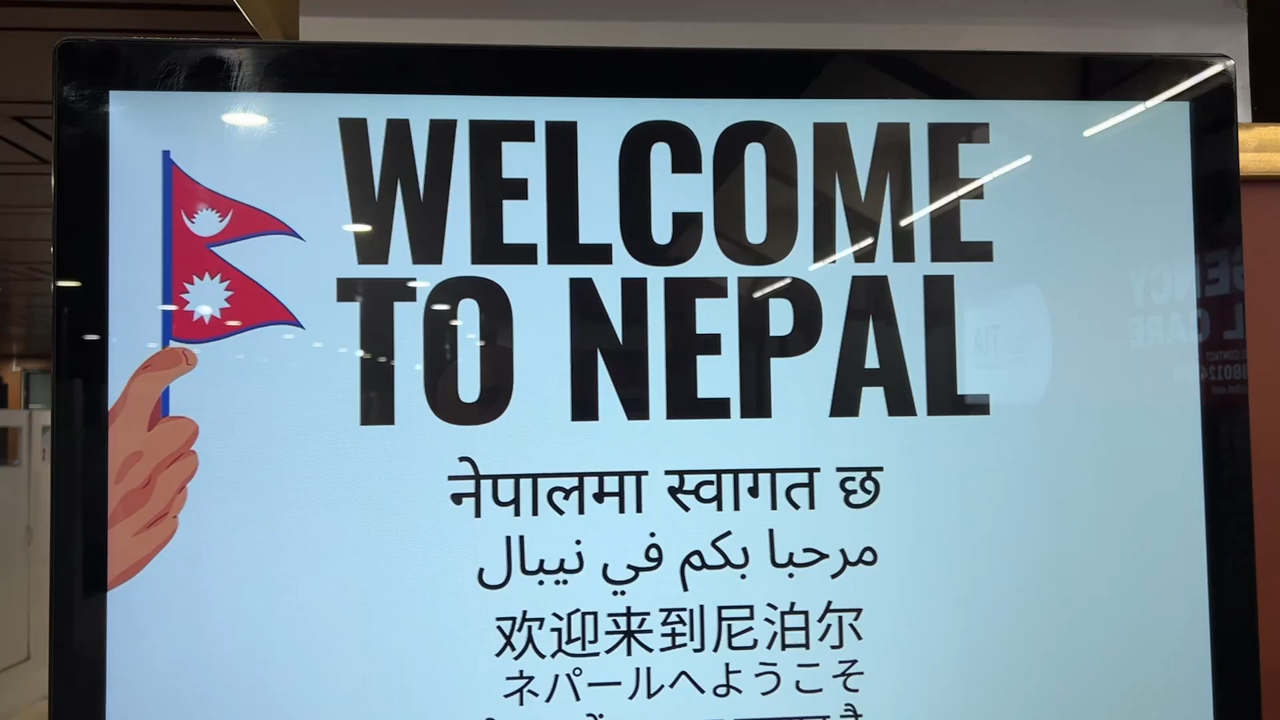 WELCOME
TO NEPAL
नेपालमा स्वागत छ
مرحبا بكم في نيبال
欢迎来到尼泊尔
ネパールへようこそ